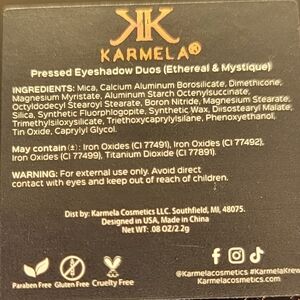 KK
KARMELA®
Pressed Eyeshadow Duos (Ethereal & Mystique)
INGREDIENTS: Mica, Calcium Aluminum Borosilicate, Dimethicone,
Magnesium Myristate, Aluminum Starch Octenylsuccinate,
Octyldodecyl Stearoyl Stearate, Boron Nitride, Magnesium Stearate,
Silica, Synthetic Fluorphlogopite, Synthetic Wax, Diisostearyl Malate,
Trimethylsiloxysilicate, Triethoxycaprylylsilane, Phenoxyethanol,
Tin Oxide, Caprylyl Glycol.
May contain (±): Iron Oxides (CI 77491), Iron Oxides (CI 77492),
Iron Oxides (CI 77499), Titanium Dioxide (CI 77891).
WARNING: For external use only. Avoid direct
contact with eyes and keep out of reach of children.
Dist by: Karmela Cosmetics LLC. Southfield, MI, 48075.
Designed in USA, Made in China
Net WT: .08 OZ/2.2g
Paraben Free
Gluten Free
Cruelty Free
@Karmelacosmetics #KarmelaKrew
Karmelacosmetics.com